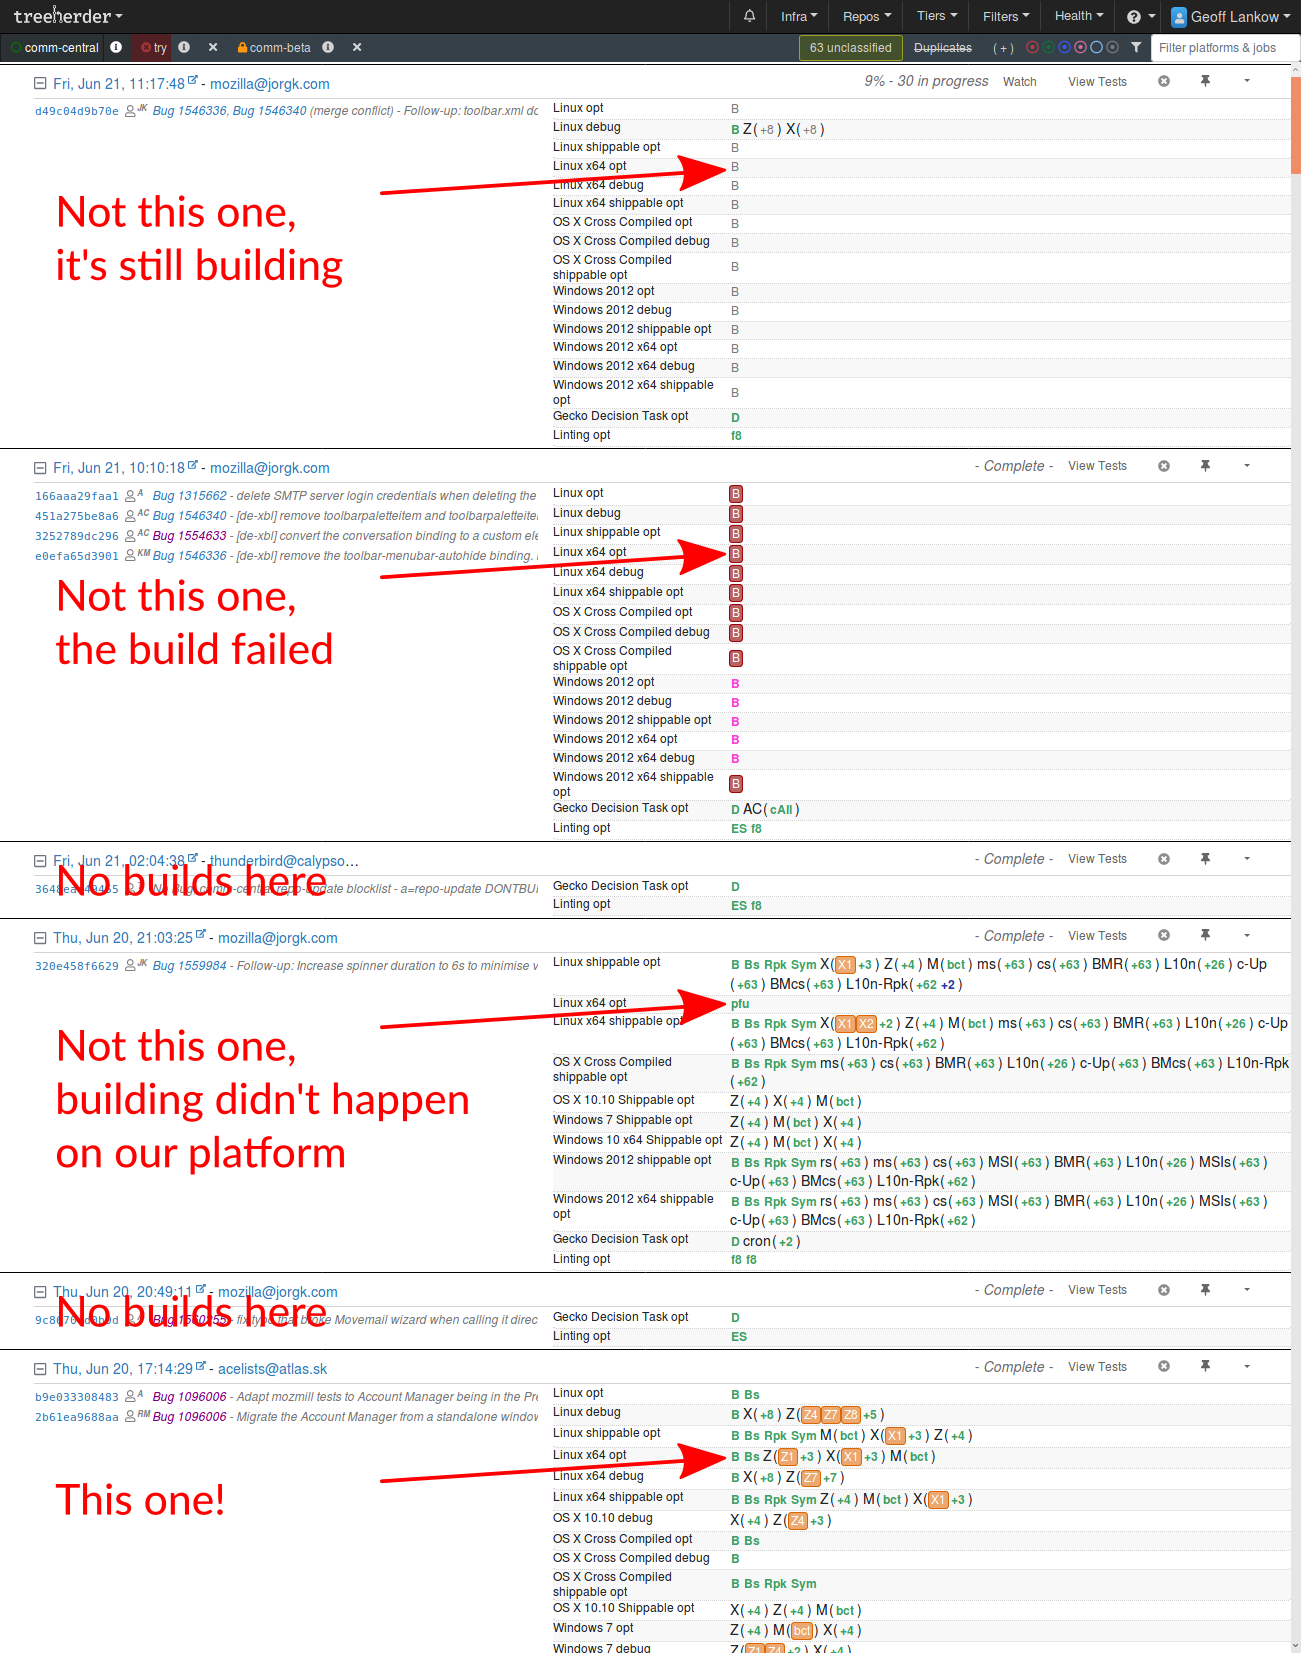 treeherder
Infra Repos Tiers Filters Health Geoff Lankow
comm-central try comm-beta 63 unclassified Duplicates ( + ) Filter platforms & jobs
Fri, Jun 21, 11:17:48 - mozilla@jorgk.com 9% - 30 in progress Watch View Tests
d49c04d9b70e JK Bug 1546336, Bug 1546340 (merge conflict) - Follow-up: toolbar.xml do
Linux opt B
Linux debug B Z( +8 ) X( +8 )
Linux shippable opt B
Linux x64 opt B
Linux x64 debug B
Linux x64 shippable opt B
OS X Cross Compiled opt B
OS X Cross Compiled debug B
OS X Cross Compiled
shippable opt B
Windows 2012 opt B
Windows 2012 debug B
Windows 2012 shippable opt B
Windows 2012 x64 opt B
Windows 2012 x64 debug B
Windows 2012 x64 shippable
opt B
Gecko Decision Task opt D
Linting opt f8
Not this one,
it's still building
Fri, Jun 21, 10:10:18 - mozilla@jorgk.com - Complete - View Tests
166aaa29faa1 A Bug 1315662 - delete SMTP server login credentials when deleting the
451a275be8a6 AC Bug 1546340 - [de-xbl] remove toolbarpaletteitem and toolbarpaletteite
3252789dc296 AC Bug 1554633 - [de-xbl] convert the conversation binding to a custom ele
e0efa65d3901 KM Bug 1546336 - [de-xbl] remove the toolbar-menubar-autohide binding.
Linux opt B
Linux debug B
Linux shippable opt B
Linux x64 opt B
Linux x64 debug B
Linux x64 shippable opt B
OS X Cross Compiled opt B
OS X Cross Compiled debug B
OS X Cross Compiled
shippable opt B
Windows 2012 opt B
Windows 2012 debug B
Windows 2012 shippable opt B
Windows 2012 x64 opt B
Windows 2012 x64 debug B
Windows 2012 x64 shippable
opt B
Gecko Decision Task opt D AC( cAll )
Linting opt ES f8
Not this one,
the build failed
Fri, Jun 21, 02:04:38 - thunderbird@calypso… - Complete - View Tests
No Bug, comm-central repo-update blocklist - a=repo-update DONTBUI
Gecko Decision Task opt D
Linting opt ES f8
No builds here
Thu, Jun 20, 21:03:25 - mozilla@jorgk.com - Complete - View Tests
320e458f6629 JK Bug 1559984 - Follow-up: Increase spinner duration to 6s to minimise v
Linux shippable opt B Bs Rpk Sym X( X1 +3 ) Z( +4 ) M( bct ) ms( +63 ) cs( +63 ) BMR( +63 ) L10n( +26 ) c-Up
( +63 ) BMcs( +63 ) L10n-Rpk( +62 +2 )
Linux x64 opt pfu
Linux x64 shippable opt B Bs Rpk Sym X( X1 X2 +2 ) Z( +4 ) M( bct ) ms( +63 ) cs( +63 ) BMR( +63 ) L10n( +26 ) c-Up
( +63 ) BMcs( +63 ) L10n-Rpk( +62 )
OS X Cross Compiled
shippable opt B Bs Rpk Sym ms( +63 ) cs( +63 ) BMR( +63 ) L10n( +26 ) c-Up( +63 ) BMcs( +63 ) L10n-Rpk
( +62 )
OS X 10.10 Shippable opt Z( +4 ) X( +4 ) M( bct )
Windows 7 Shippable opt Z( +4 ) M( bct ) X( +4 )
Windows 10 x64 Shippable opt Z( +4 ) M( bct ) X( +4 )
Windows 2012 shippable opt B Bs Rpk Sym rs( +63 ) ms( +63 ) cs( +63 ) MSI( +63 ) BMR( +63 ) L10n( +26 ) MSIs( +63 )
c-Up( +63 ) BMcs( +63 ) L10n-Rpk( +62 )
Windows 2012 x64 shippable
opt B Bs Rpk Sym rs( +63 ) ms( +63 ) cs( +63 ) MSI( +63 ) BMR( +63 ) L10n( +26 ) MSIs( +63 )
c-Up( +63 ) BMcs( +63 ) L10n-Rpk( +62 )
Gecko Decision Task opt D cron( +2 )
Linting opt f8 f8
Not this one,
building didn't happen
on our platform
Thu, Jun 20, 20:49:11 - mozilla@jorgk.com - Complete - View Tests
Bug 1560255 - fix typo that broke Movemail wizard when calling it direc
Gecko Decision Task opt D
Linting opt ES
No builds here
Thu, Jun 20, 17:14:29 - acelists@atlas.sk - Complete - View Tests
b9e033308483 A Bug 1096006 - Adapt mozmill tests to Account Manager being in the Pre
2b61ea9688aa RM Bug 1096006 - Migrate the Account Manager from a standalone window
Linux opt B Bs
Linux debug B X( +8 ) Z( Z4 Z7 Z8 +5 )
Linux shippable opt B Bs Rpk Sym M( bct ) X( X1 +3 ) Z( +4 )
Linux x64 opt B Bs Z( Z1 +3 ) X( X1 +3 ) M( bct )
Linux x64 debug B X( +8 ) Z( Z7 +7 )
Linux x64 shippable opt B Bs Rpk Sym Z( +4 ) M( bct ) X( X1 +3 )
OS X 10.10 debug X( +4 ) Z( Z4 +3 )
OS X Cross Compiled opt B Bs
OS X Cross Compiled debug B
OS X Cross Compiled
shippable opt B Bs Rpk Sym
OS X 10.10 Shippable opt X( +4 ) Z( +4 ) M( bct )
Windows 7 opt Z( +4 ) M( bct ) X( +4 )
Windows 7 debug Z( Z1 Z4 +2 ) X( +4 )
This one!